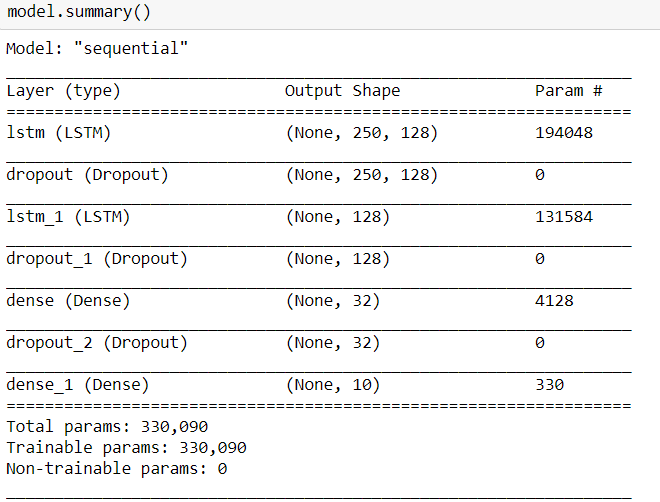 model.summary()
Model: "sequential"
_________________________________________________________________
Layer (type)                 Output Shape              Param #
=================================================================
lstm (LSTM)                  (None, 250, 128)          194048
_________________________________________________________________
dropout (Dropout)            (None, 250, 128)          0
_________________________________________________________________
lstm_1 (LSTM)                (None, 128)               131584
_________________________________________________________________
dropout_1 (Dropout)          (None, 128)               0
_________________________________________________________________
dense (Dense)                (None, 32)                4128
_________________________________________________________________
dropout_2 (Dropout)          (None, 32)                0
_________________________________________________________________
dense_1 (Dense)              (None, 10)                330
=================================================================
Total params: 330,090
Trainable params: 330,090
Non-trainable params: 0
_________________________________________________________________